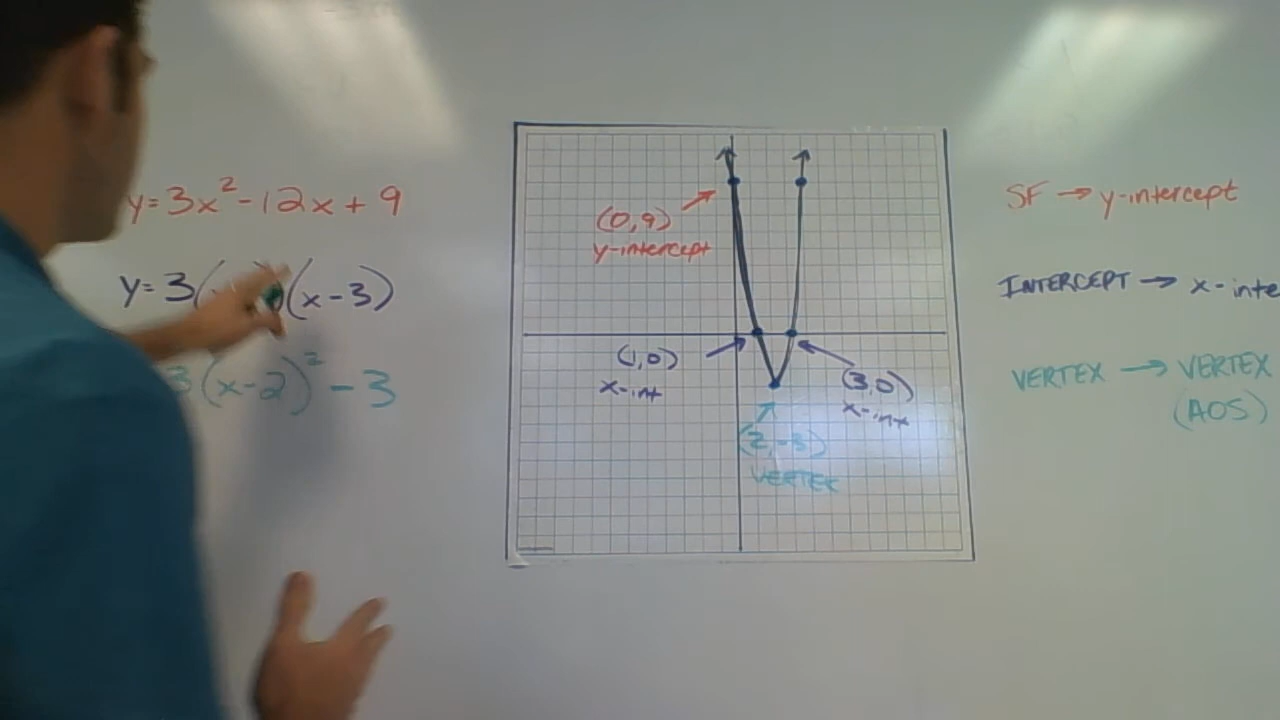 y=3x²-12x+9
y=3( )(x-3)
3(x-2)²-3
(0,9)
y-intercept
(1,0)
x-int
(3,0)
x-int
(2,-3)
VERTEX
SF → y-intercept
INTERCEPT → x-inte
VERTEX → VERTEX
(AOS)